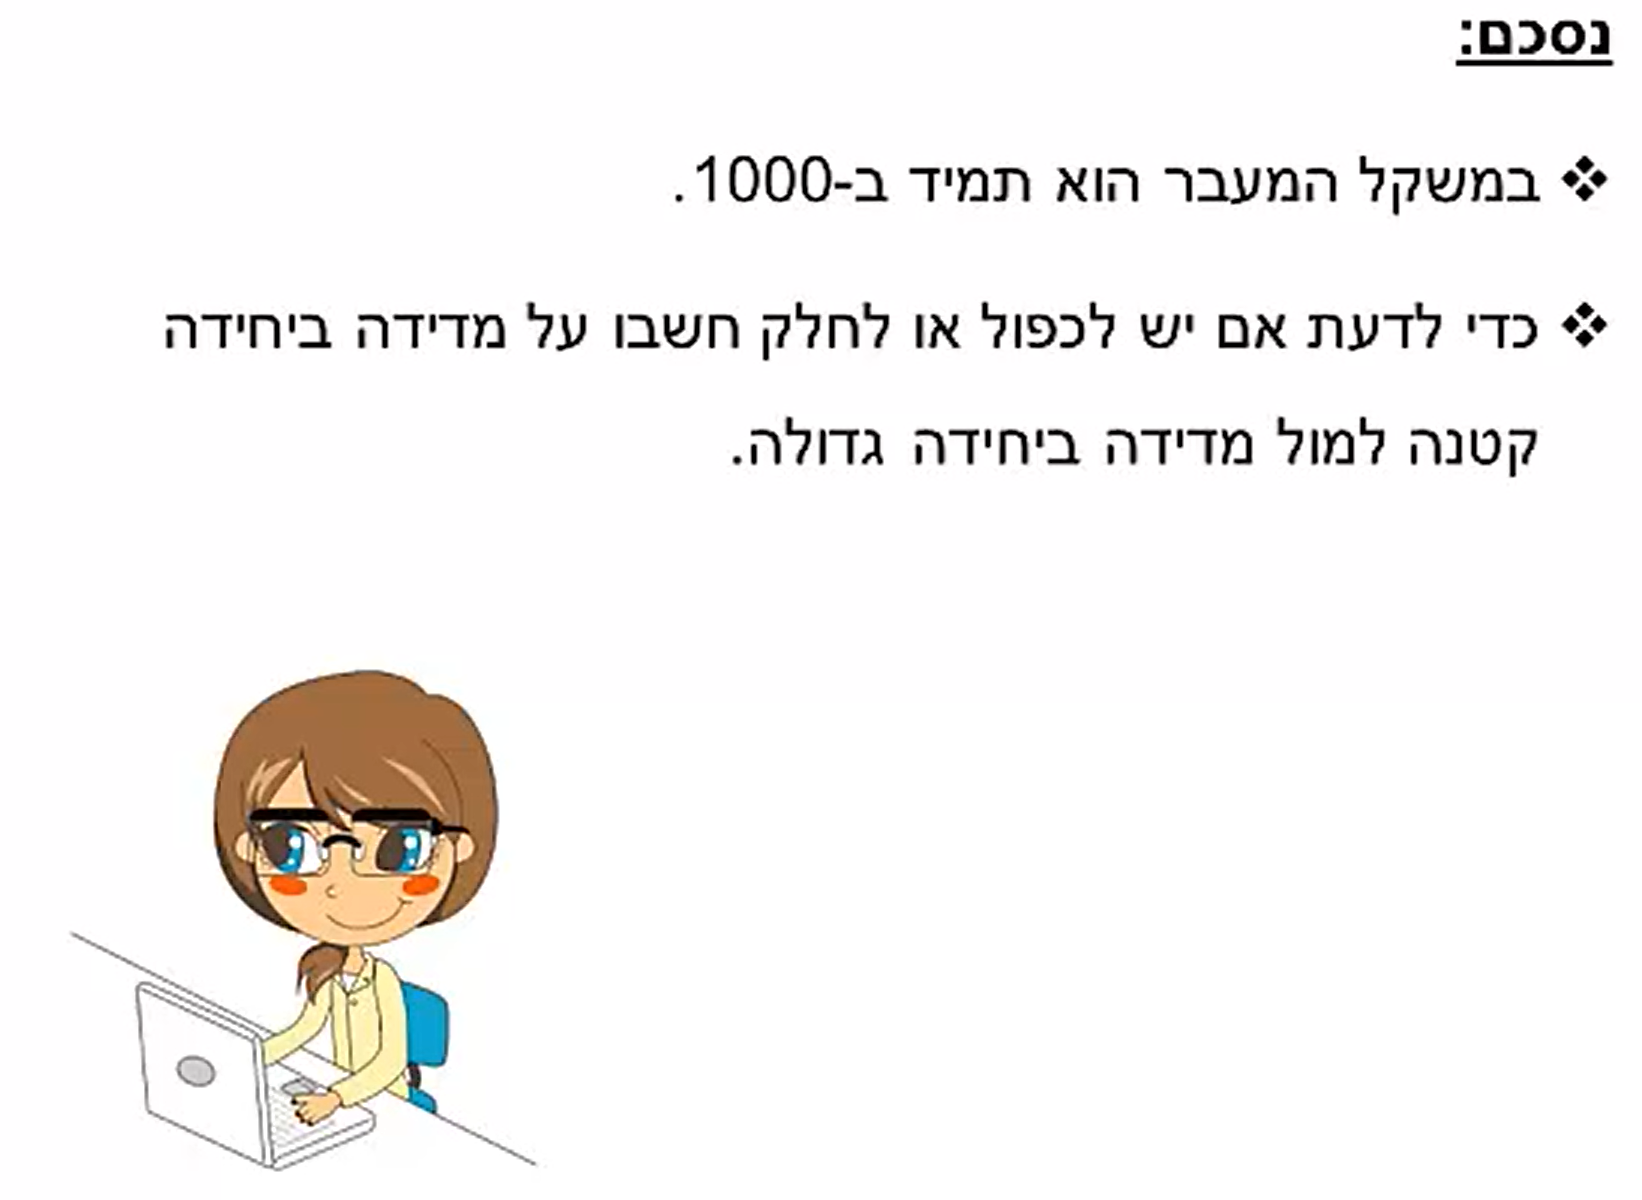 נסכם:
❖ במשקל המעבר הוא תמיד ב-1000.
❖ כדי לדעת אם יש לכפול או לחלק חשבו על מדידה ביחידה
קטנה למול מדידה ביחידה גדולה.